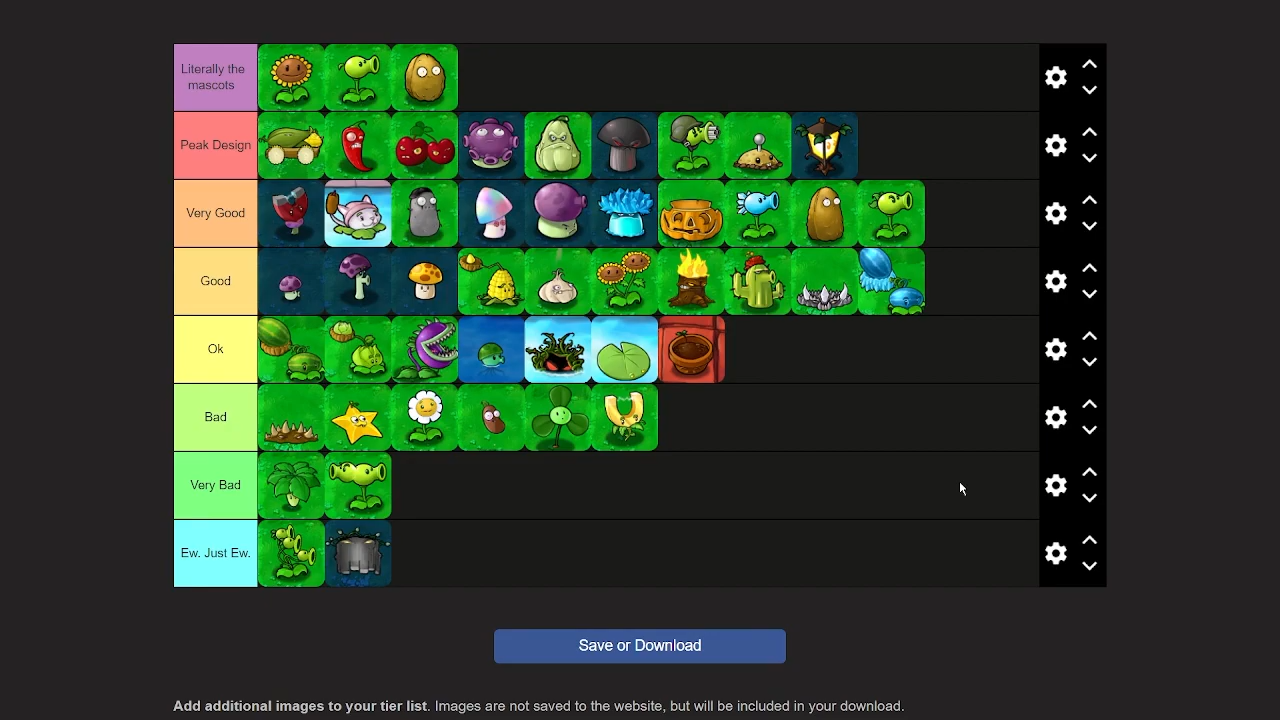 Literally the
mascots
Peak Design
Very Good
Good
Ok
Bad
Very Bad
Ew. Just Ew.
Save or Download
Add additional images to your tier list. Images are not saved to the website, but will be included in your download.